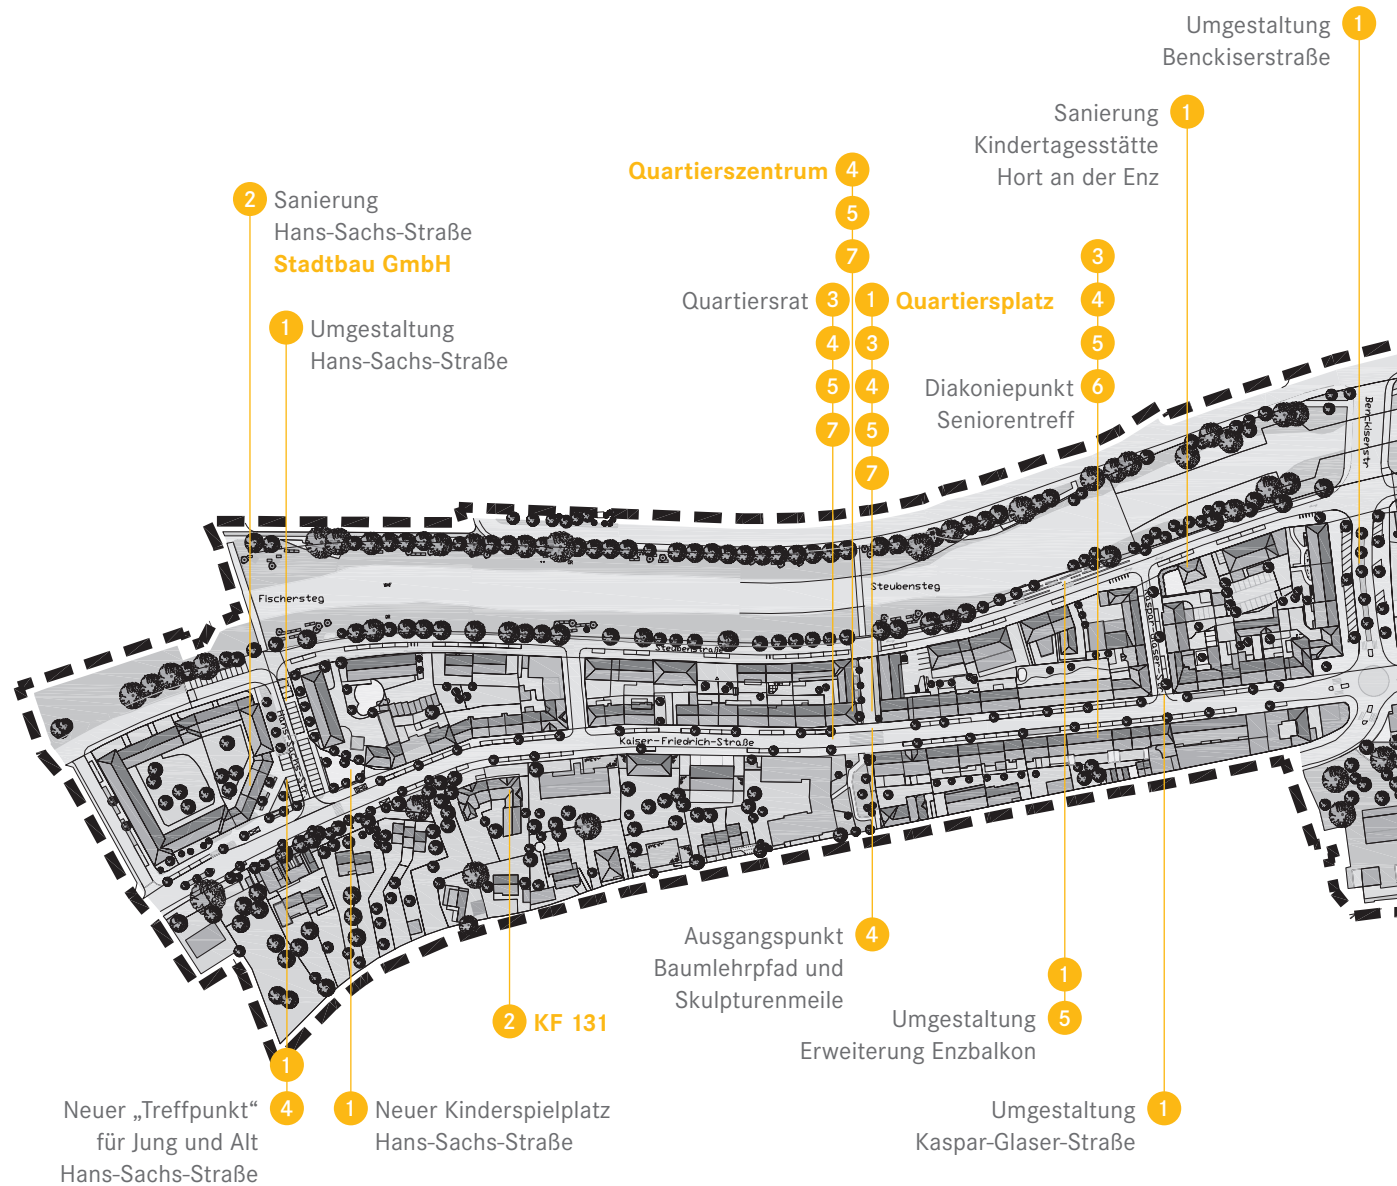 Umgestaltung 1
Benckiserstraße
Sanierung 1
Kindertagesstätte
Hort an der Enz
Quartierszentrum 4
5
7
2 Sanierung
Hans-Sachs-Straße
Stadtbau GmbH
3
4
5
Diakoniepunkt 6
Seniorentreff
Quartiersrat 3
4
5
7
1 Quartiersplatz
3
4
5
7
1 Umgestaltung
Hans-Sachs-Straße
Benckiserstr
Fischersteg
Steubensteg
Steubenstraße
Kaiser-Friedrich-Straße
Ausgangspunkt 4
Baumlehrpfad und
Skulpturenmeile
1
Umgestaltung 5
Erweiterung Enzbalkon
2 KF 131
1
Neuer „Treffpunkt“ 4
für Jung und Alt
Hans-Sachs-Straße
1 Neuer Kinderspielplatz
Hans-Sachs-Straße
Umgestaltung 1
Kaspar-Glaser-Straße